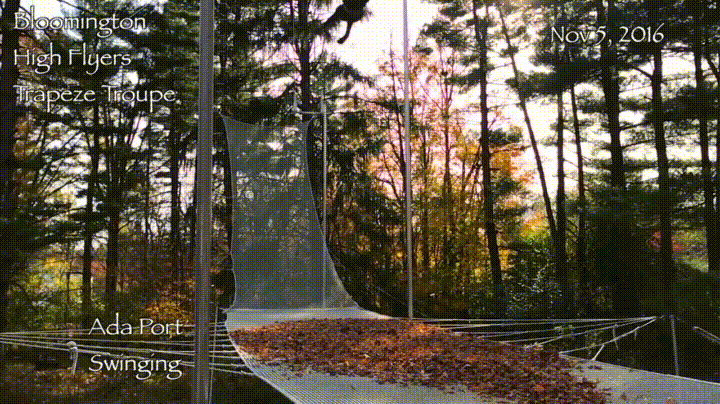 Bloomington
High Flyers
Trapeze Troupe
Nov 5, 2016
Ada Port
Swinging